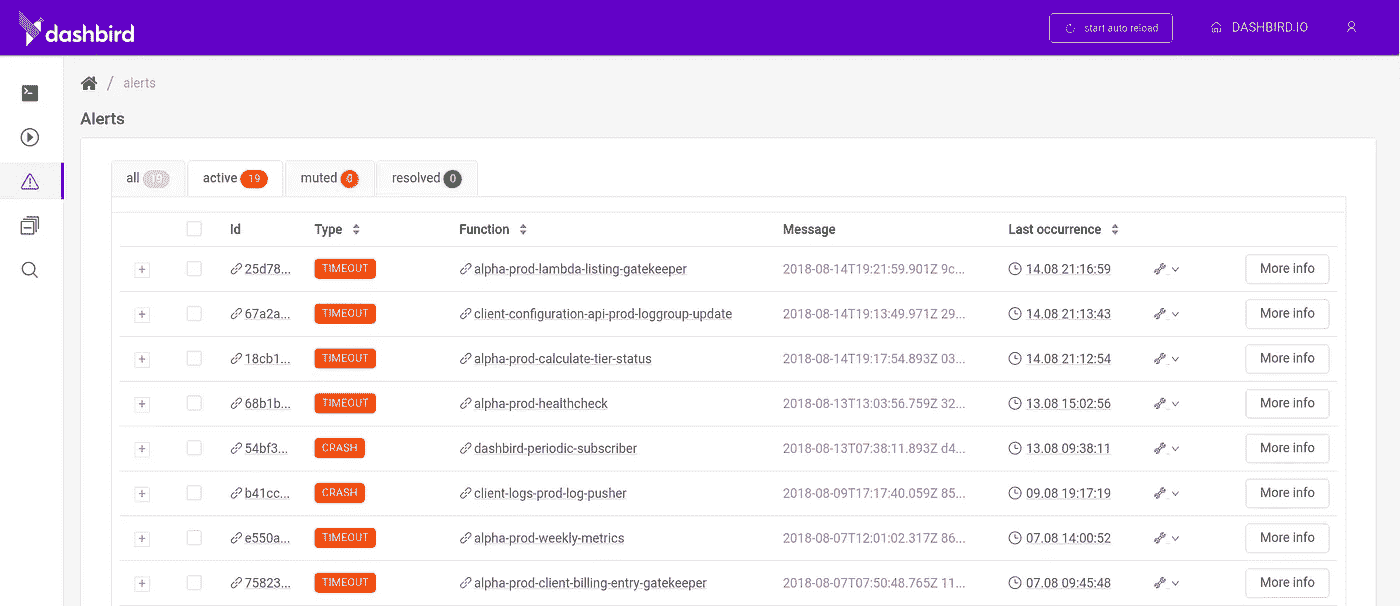 dashbird
start auto reload
DASHBIRD.IO
/ alerts
Alerts
all 19 active 19 muted 0 resolved 0
Id Type Function Message Last occurrence
+ 25d78... TIMEOUT alpha-prod-lambda-listing-gatekeeper 2018-08-14T19:21:59.901Z 9c... 14.08 21:16:59 More info
+ 67a2a... TIMEOUT client-configuration-api-prod-loggroup-update 2018-08-14T19:13:49.971Z 29... 14.08 21:13:43 More info
+ 18cb1... TIMEOUT alpha-prod-calculate-tier-status 2018-08-14T19:17:54.893Z 03... 14.08 21:12:54 More info
+ 68b1b... TIMEOUT alpha-prod-healthcheck 2018-08-13T13:03:56.759Z 32... 13.08 15:02:56 More info
+ 54bf3... CRASH dashbird-periodic-subscriber 2018-08-13T07:38:11.893Z d4... 13.08 09:38:11 More info
+ b41cc... CRASH client-logs-prod-log-pusher 2018-08-09T17:17:40.059Z 85... 09.08 19:17:19 More info
+ e550a... TIMEOUT alpha-prod-weekly-metrics 2018-08-07T12:01:02.317Z 86... 07.08 14:00:52 More info
+ 75823... TIMEOUT alpha-prod-client-billing-entry-gatekeeper 2018-08-07T07:50:48.765Z 11... 07.08 09:45:48 More info